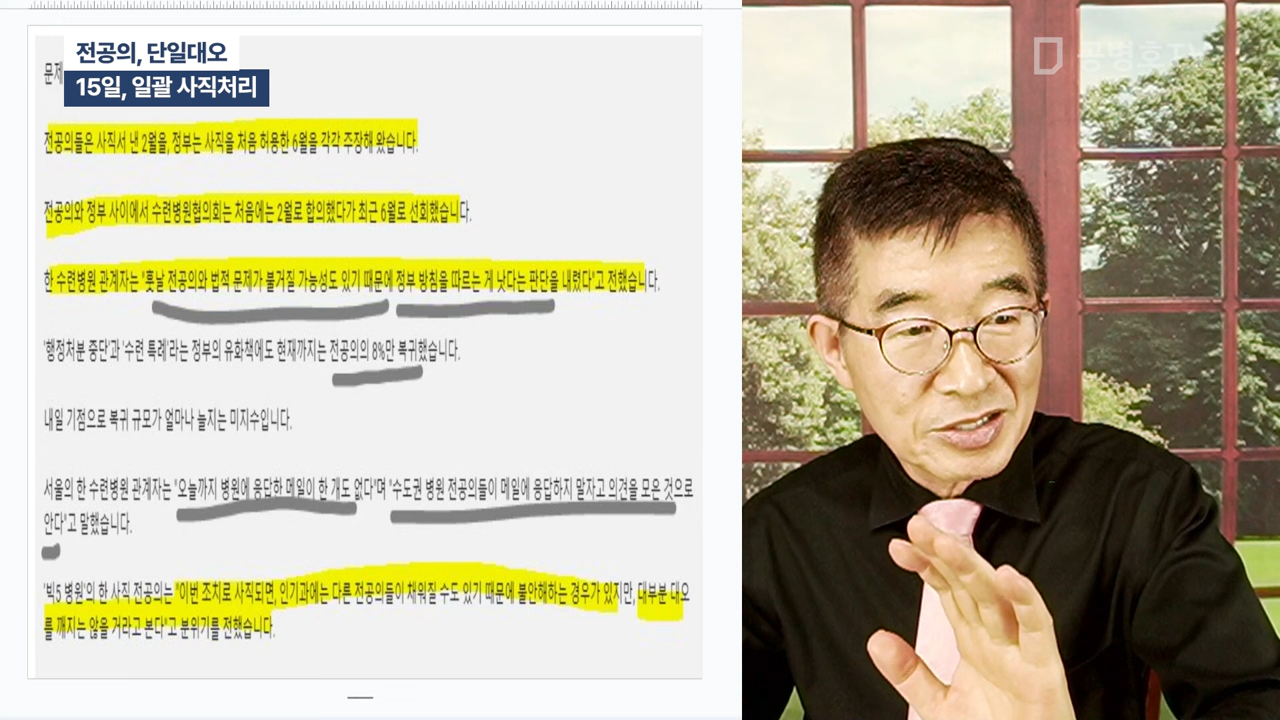 전공의, 단일대오
15일, 일괄 사직처리
공병호TV
문제
전공의들은 사직서 낸 2월을, 정부는 사직을 처음 허용한 6월을 각각 주장해 왔습니다.
전공의와 정부 사이에서 수련병원협의회는 처음에는 2월로 합의했다가 최근 6월로 선회했습니다.
한 수련병원 관계자는 "훗날 전공의와 법적 문제가 불거질 가능성도 있기 때문에 정부 방침을 따르는 게 낫다는 판단을 내렸다"고 전했습니다.
'행정처분 중단'과 '수련 특례'라는 정부의 유화책에도 현재까지는 전공의의 8%만 복귀했습니다.
내일 기점으로 복귀 규모가 얼마나 늘지는 미지수입니다.
서울의 한 수련병원 관계자는 "오늘까지 병원에 응답한 메일이 한 개도 없다"며 "수도권 병원 전공의들이 메일에 응답하지 말자고 의견을 모은 것으로
안다"고 말했습니다.
'빅5 병원'의 한 사직 전공의는 "이번 조치로 사직되면, 인기과에는 다른 전공의들이 채워질 수도 있기 때문에 불안해하는 경우가 있지만, 대부분 대오
를 깨지는 않을 거라고 본다"고 분위기를 전했습니다.